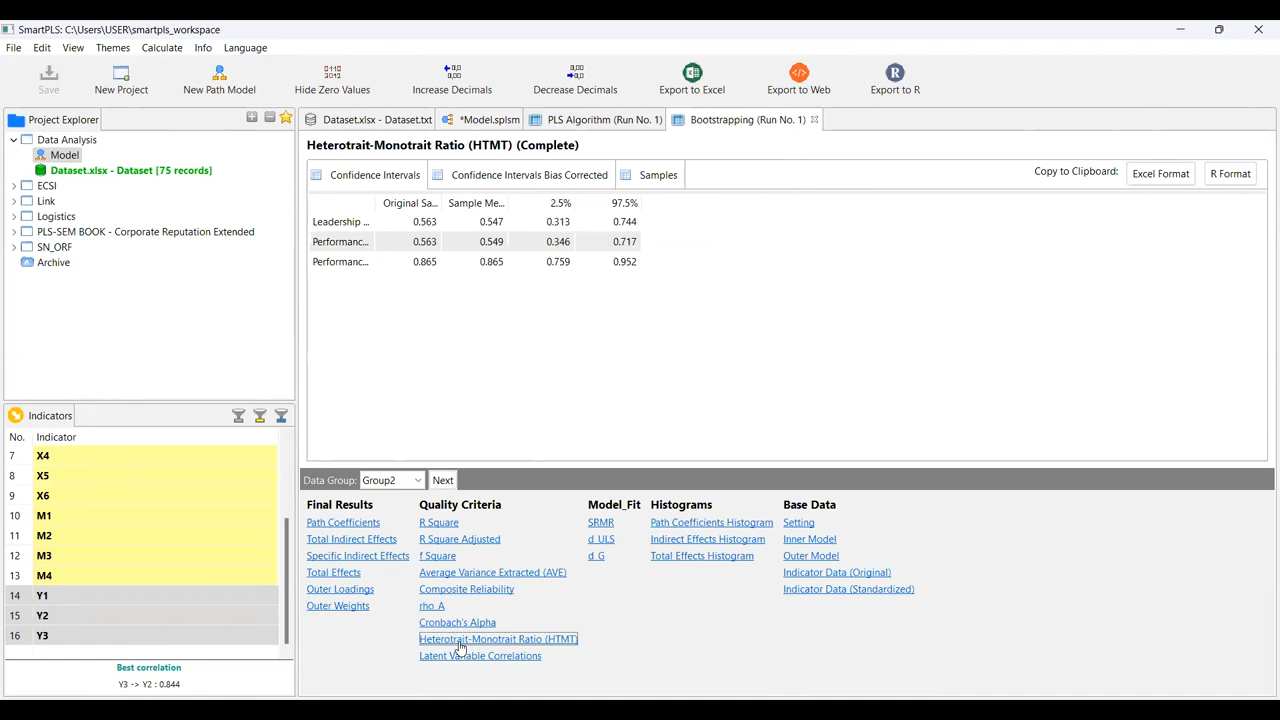 SmartPLS: C:\Users\USER\smartpls_workspace
File Edit View Themes Calculate Info Language
Save New Project New Path Model Hide Zero Values Increase Decimals Decrease Decimals Export to Excel Export to Web Export to R
Project Explorer
Data Analysis
Model
Dataset.xlsx - Dataset [75 records]
ECSI
Link
Logistics
PLS-SEM BOOK - Corporate Reputation Extended
SN_ORF
Archive
Indicators
No. Indicator
7 X4
8 X5
9 X6
10 M1
11 M2
12 M3
13 M4
14 Y1
15 Y2
16 Y3
Best correlation
Y3 -> Y2 : 0.844
Dataset.xlsx - Dataset.txt *Model.splsm PLS Algorithm (Run No. 1) Bootstrapping (Run No. 1)
Heterotrait-Monotrait Ratio (HTMT) (Complete)
Confidence Intervals Confidence Intervals Bias Corrected Samples Copy to Clipboard: Excel Format R Format
Original Sa... Sample Me... 2.5% 97.5%
Leadership ... 0.563 0.547 0.313 0.744
Performanc... 0.563 0.549 0.346 0.717
Performanc... 0.865 0.865 0.759 0.952
Data Group: Group2 Next
Final Results
Path Coefficients
Total Indirect Effects
Specific Indirect Effects
Total Effects
Outer Loadings
Outer Weights
Quality Criteria
R Square
R Square Adjusted
f Square
Average Variance Extracted (AVE)
Composite Reliability
rho_A
Cronbach's Alpha
Heterotrait-Monotrait Ratio (HTMT)
Latent Variable Correlations
Model_Fit
SRMR
d_ULS
d_G
Histograms
Path Coefficients Histogram
Indirect Effects Histogram
Total Effects Histogram
Base Data
Setting
Inner Model
Outer Model
Indicator Data (Original)
Indicator Data (Standardized)